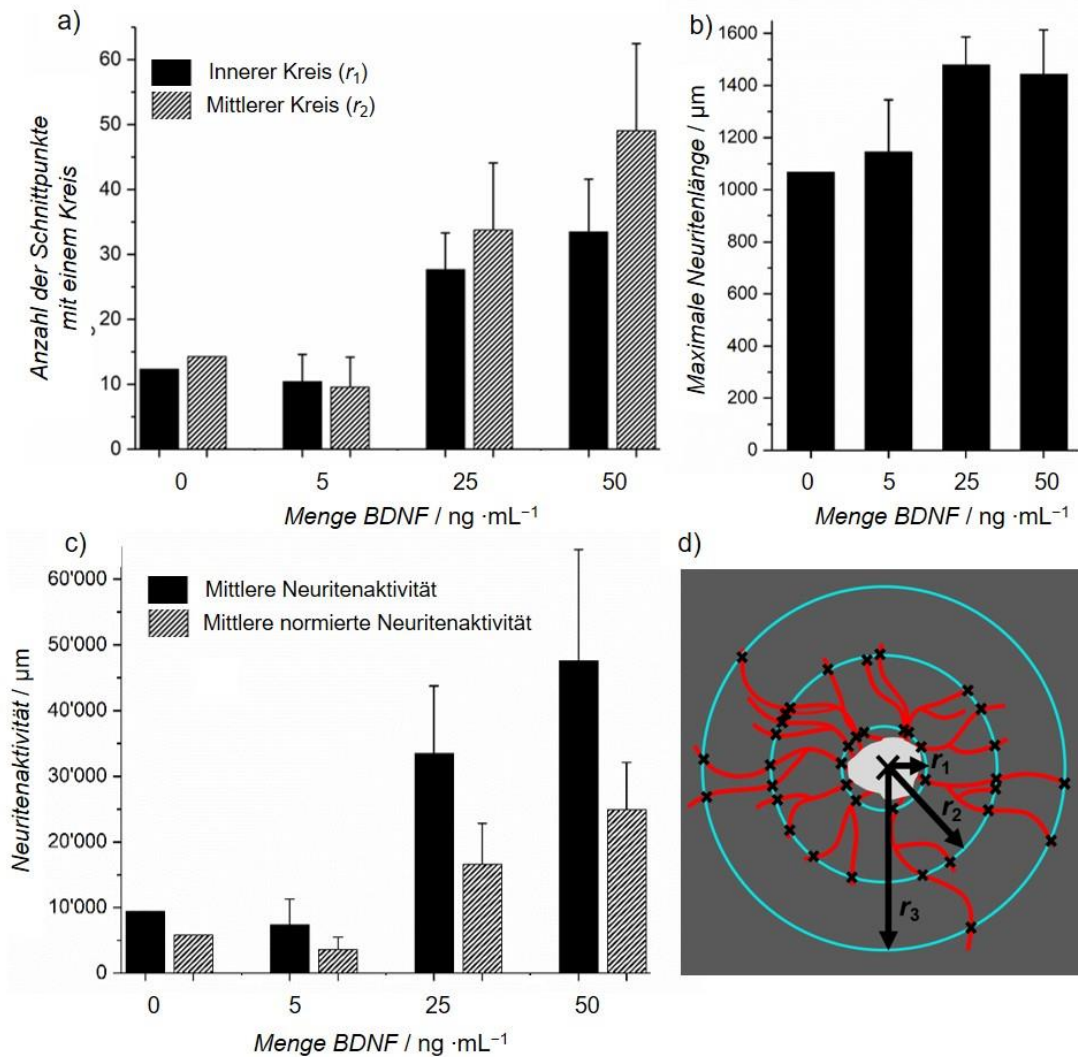 a)
Anzahl der Schnittpunkte
mit einem Kreis
60
50
40
30
20
10
0
Innerer Kreis (r₁)
Mittlerer Kreis (r₂)
0 5 25 50
Menge BDNF / ng ·mL⁻¹
b)
Maximale Neuritenlänge / µm
1600
1400
1200
1000
800
600
400
200
0
0 5 25 50
Menge BDNF / ng ·mL⁻¹
c)
Neuritenaktivität / µm
60'000
50'000
40'000
30'000
20'000
10'000
0
Mittlere Neuritenaktivität
Mittlere normierte Neuritenaktivität
0 5 25 50
Menge BDNF / ng ·mL⁻¹
d)
r₁
r₂
r₃